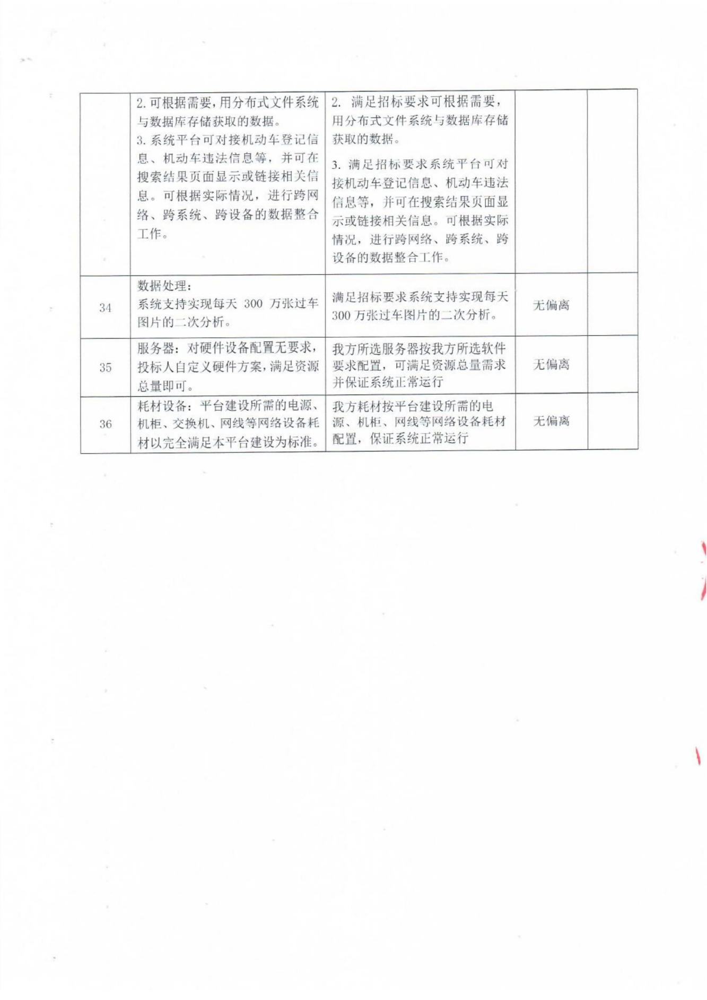 2.可根据需要,用分布式文件系统
与数据库存储获取的数据。
3.系统平台可对接机动车登记信
息、机动车违法信息等，并可在
搜索结果页面显示或链接相关信
息。可根据实际情况，进行跨网
络、跨系统、跨设备的数据整合
工作。
2. 满足招标要求可根据需要，
用分布式文件系统与数据库存储
获取的数据。
3. 满足招标要求系统平台可对
接机动车登记信息、机动车违法
信息等，并可在搜索结果页面显
示或链接相关信息。可根据实际
情况，进行跨网络、跨系统、跨
设备的数据整合工作。
34
数据处理：
系统支持实现每天 300 万张过车
图片的二次分析。
满足招标要求系统支持实现每天
300 万张过车图片的二次分析。
无偏离
35
服务器：对硬件设备配置无要求，
投标人自定义硬件方案,满足资源
总量即可。
我方所选服务器按我方所选软件
要求配置，可满足资源总量需求
并保证系统正常运行
无偏离
36
耗材设备：平台建设所需的电源、
机柜、交换机、网线等网络设备耗
材以完全满足本平台建设为标准。
我方耗材按平台建设所需的电
源、机柜、网线等网络设备耗材
配置，保证系统正常运行
无偏离